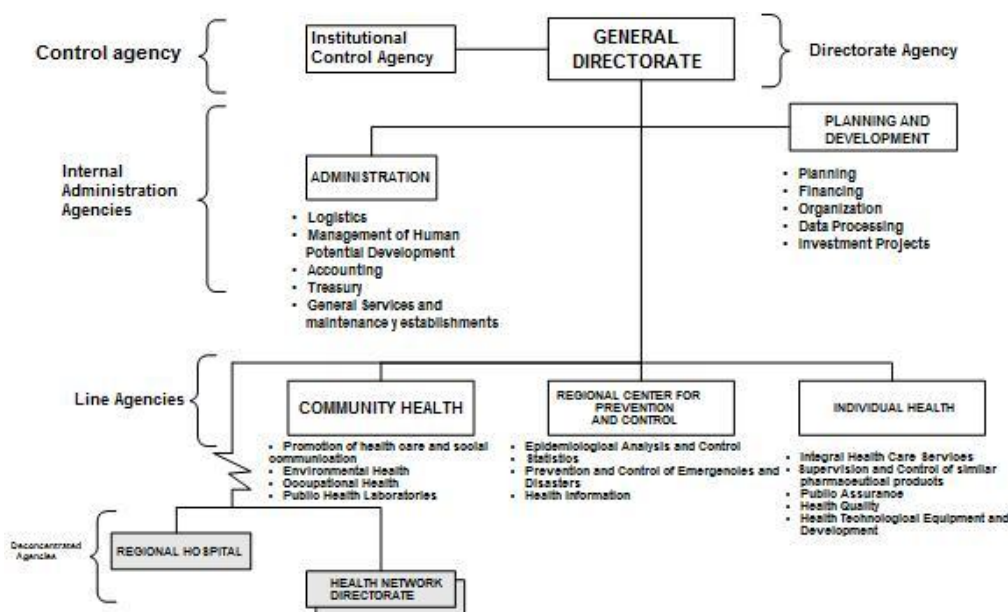 Control agency
Institutional
Control Agency
GENERAL
DIRECTORATE
Directorate Agency
Internal
Administration
Agencies
ADMINISTRATION
• Logistics
• Management of Human
Potential Development
• Accounting
• Treasury
• General Services and
maintenance y establishments
PLANNING AND
DEVELOPMENT
• Planning
• Financing
• Organization
• Data Processing
• Investment Projects
Line Agencies
COMMUNITY HEALTH
• Promotion of health care and social
communication
• Environmental Health
• Occupational Health
• Public Health Laboratories
REGIONAL CENTER FOR
PREVENTION
AND CONTROL
• Epidemiological Analysis and Control
Statistics
• Prevention and Control of Emergencies and
Disasters
• Health Information
INDIVIDUAL HEALTH
• Integral Health Care Services
• Supervision and Control of similar
pharmaceutical products
• Public Assurance
• Health Quality
• Health Technological Equipment and
Development
Deconcentrated
Agencies
REGIONAL HOSPITAL
HEALTH NETWORK
DIRECTORATE